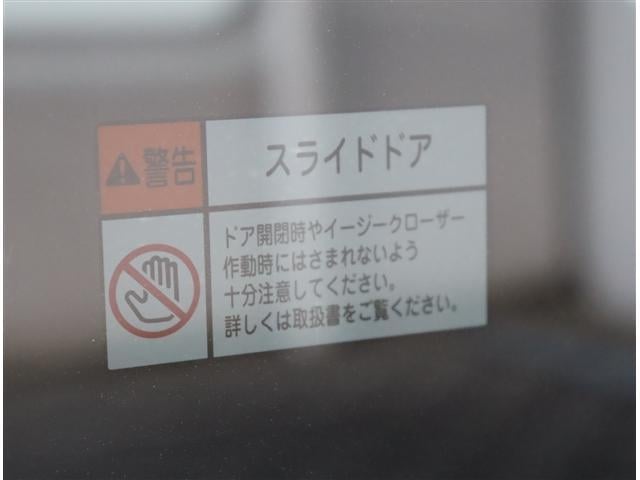 警告
スライドドア
ドア開閉時やイージークローザー
作動時にはさまれないよう
十分注意してください。
詳しくは取扱書をご覧ください。